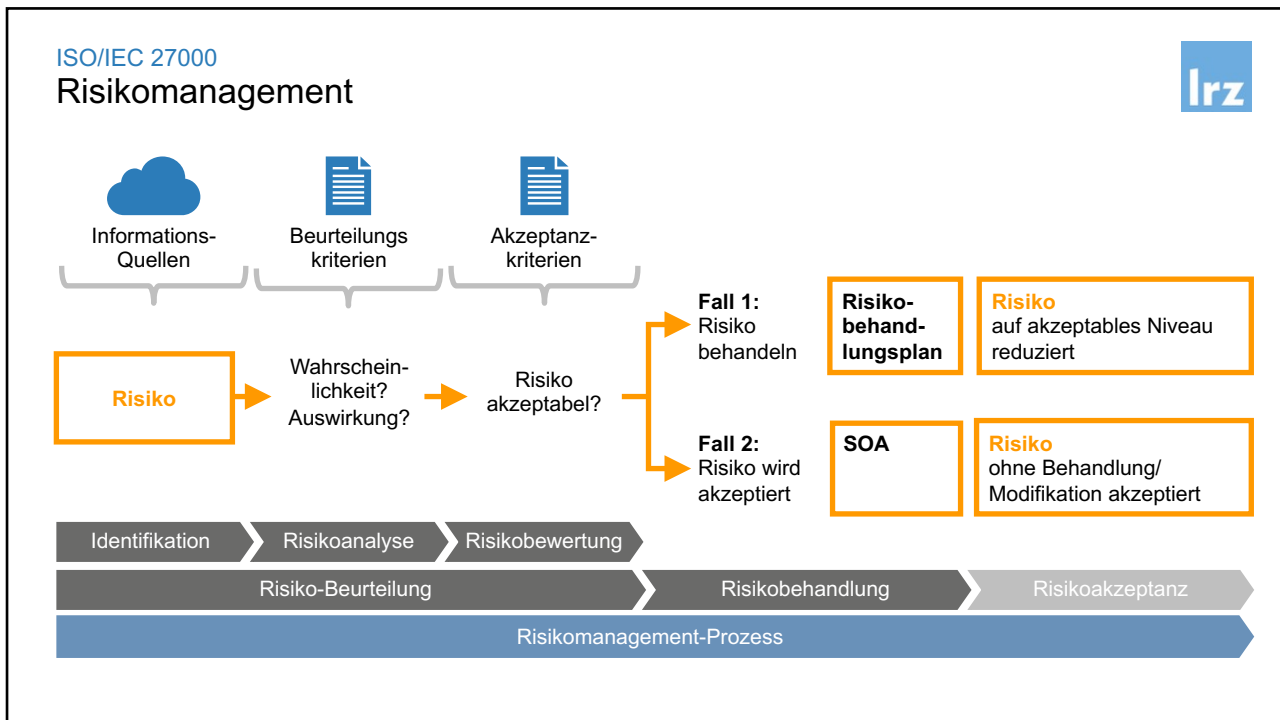 ISO/IEC 27000
Risikomanagement
lrz
Informations-
Quellen
Beurteilungs
kriterien
Akzeptanz-
kriterien
Risiko
Wahrschein-
lichkeit?
Auswirkung?
Risiko
akzeptabel?
Fall 1:
Risiko
behandeln
Risiko-
behand-
lungsplan
Risiko
auf akzeptables Niveau
reduziert
Fall 2:
Risiko wird
akzeptiert
SOA
Risiko
ohne Behandlung/
Modifikation akzeptiert
Identifikation
Risikoanalyse
Risikobewertung
Risiko-Beurteilung
Risikobehandlung
Risikoakzeptanz
Risikomanagement-Prozess